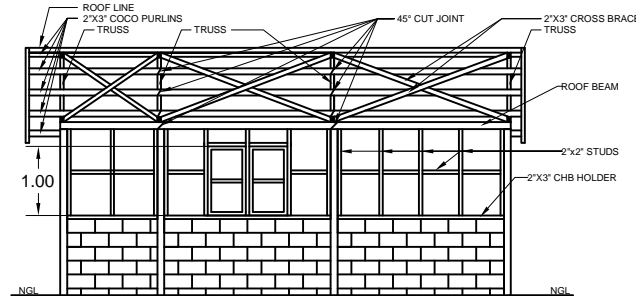 ROOF LINE
2"X3" COCO PURLINS
TRUSS
TRUSS
45° CUT JOINT
2"X3" CROSS BRACE
TRUSS
ROOF BEAM
2"x2" STUDS
1.00
2"X3" CHB HOLDER
NGL
NGL